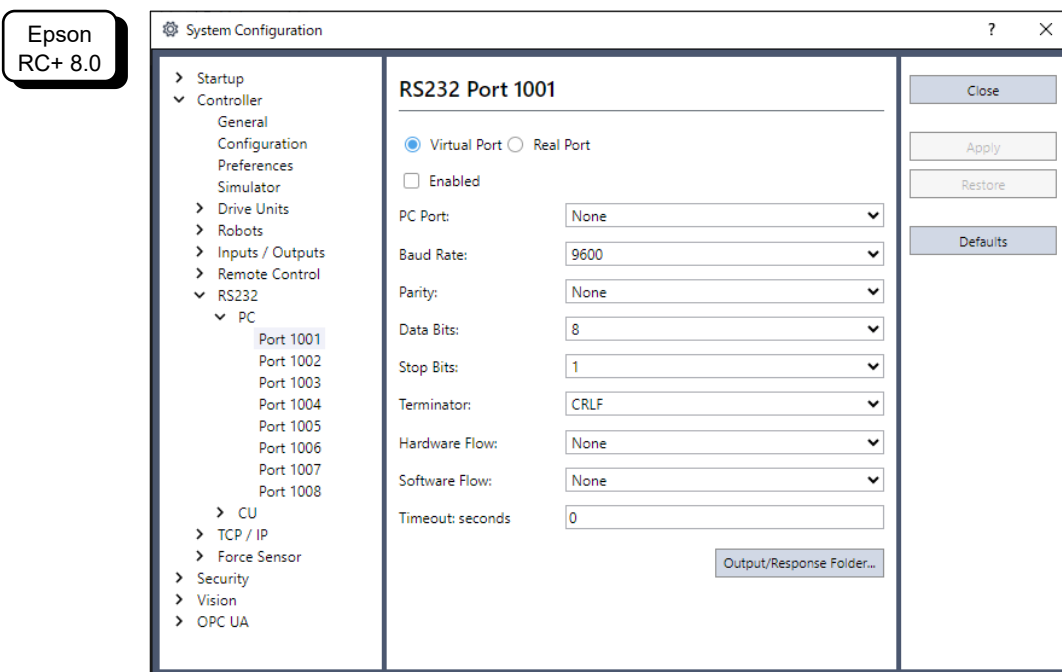 Epson
RC+ 8.0
System Configuration
?
Startup
Controller
General
Configuration
Preferences
Simulator
Drive Units
Robots
Inputs / Outputs
Remote Control
RS232
PC
Port 1001
Port 1002
Port 1003
Port 1004
Port 1005
Port 1006
Port 1007
Port 1008
CU
TCP / IP
Force Sensor
Security
Vision
OPC UA
RS232 Port 1001
Virtual Port Real Port
Enabled
PC Port: None
Baud Rate: 9600
Parity: None
Data Bits: 8
Stop Bits: 1
Terminator: CRLF
Hardware Flow: None
Software Flow: None
Timeout: seconds 0
Output/Response Folder...
Close
Apply
Restore
Defaults